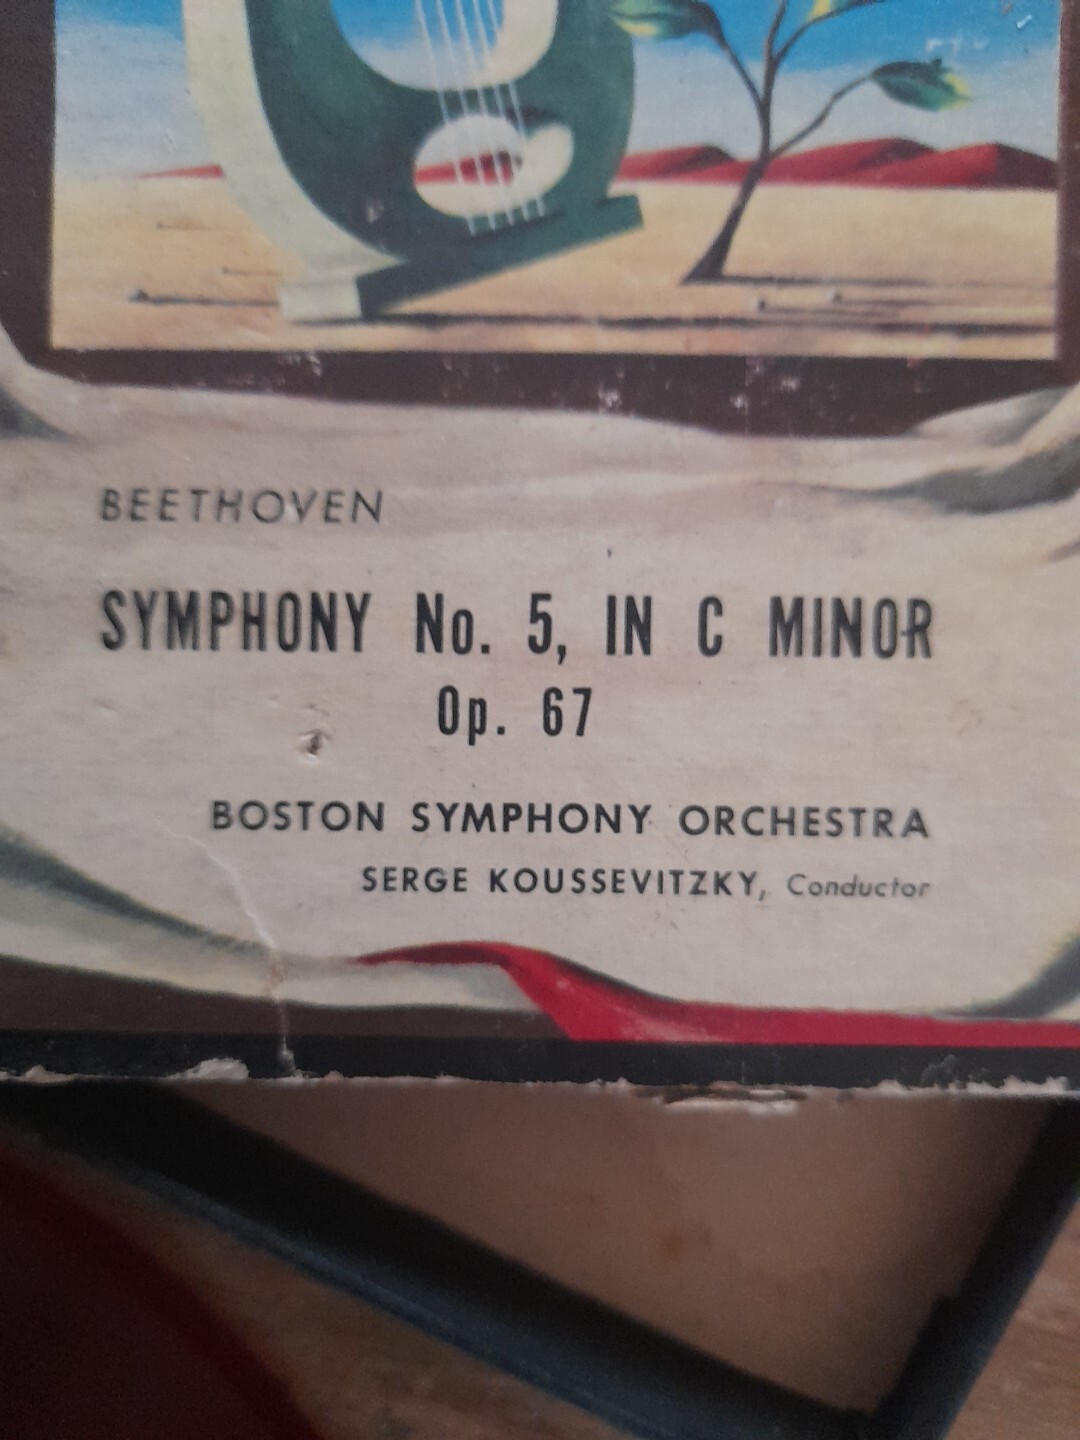 BEETHOVEN
SYMPHONY No. 5, IN C MINOR
Op. 67
BOSTON SYMPHONY ORCHESTRA
SERGE KOUSSEVITZKY, Conductor